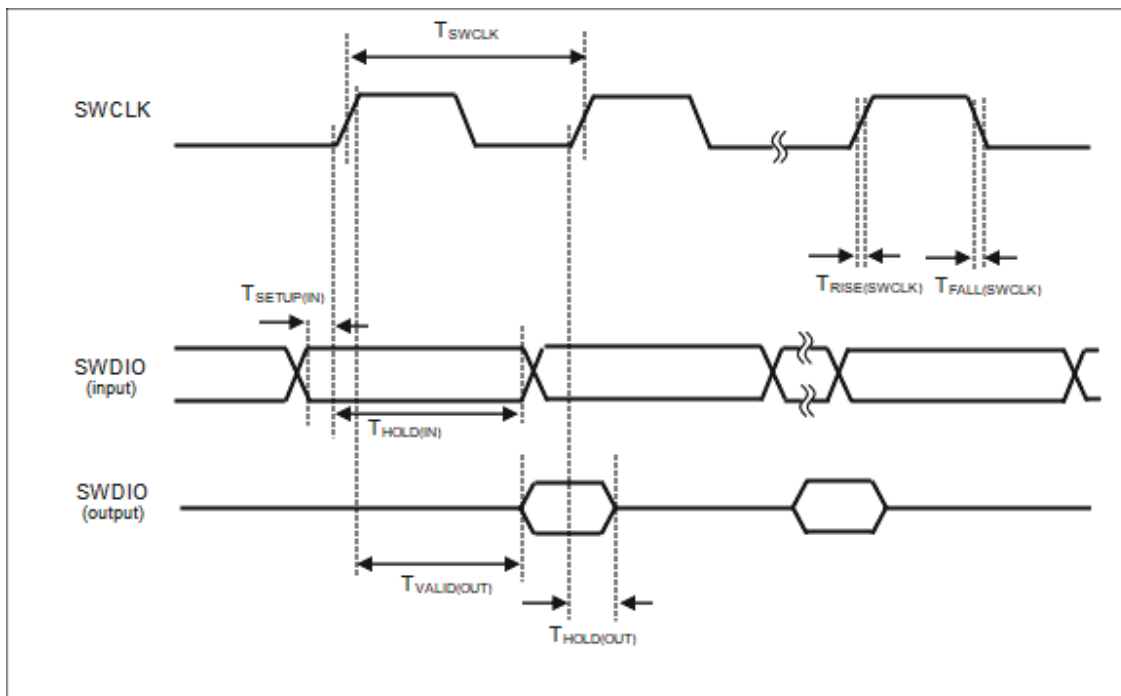 TSWCLK
SWCLK
TRISE(SWCLK)
TFALL(SWCLK)
TSETUP(IN)
SWDIO
(input)
THOLD(IN)
SWDIO
(output)
TVALID(OUT)
THOLD(OUT)